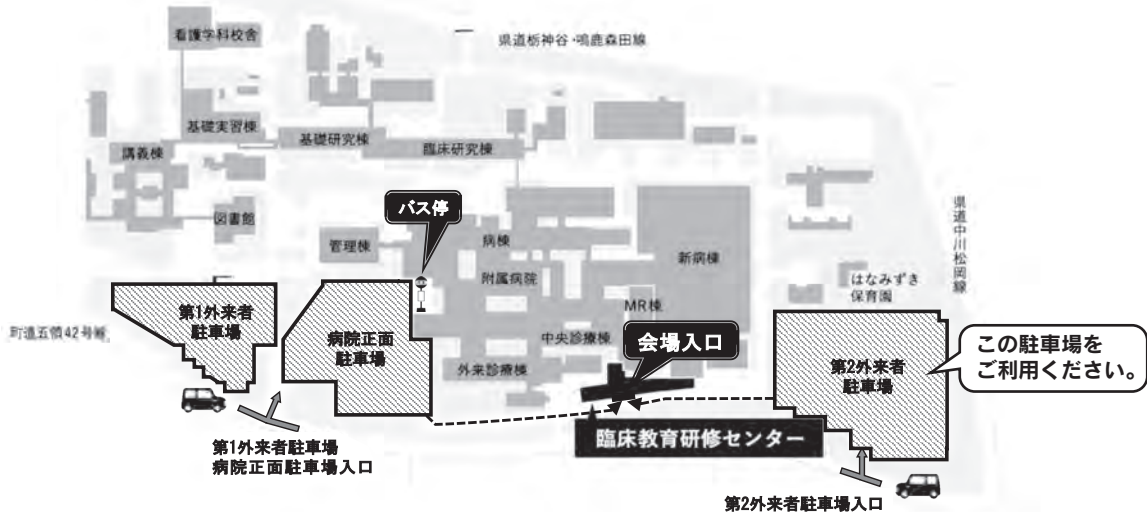 看護学科校舎
県道栃神谷・鳴鹿森田線
基礎実習棟
基礎研究棟
臨床研究棟
講義棟
図書館
バス停
管理棟
病棟
附属病院
新病棟
県道中川松岡線
はなみずき
保育園
MR棟
中央診療棟
外来診療棟
会場入口
町道五領42号線
第1外来者
駐車場
病院正面
駐車場
第2外来者
駐車場
この駐車場を
ご利用ください。
臨床教育研修センター
第1外来者駐車場
病院正面駐車場入口
第2外来者駐車場入口